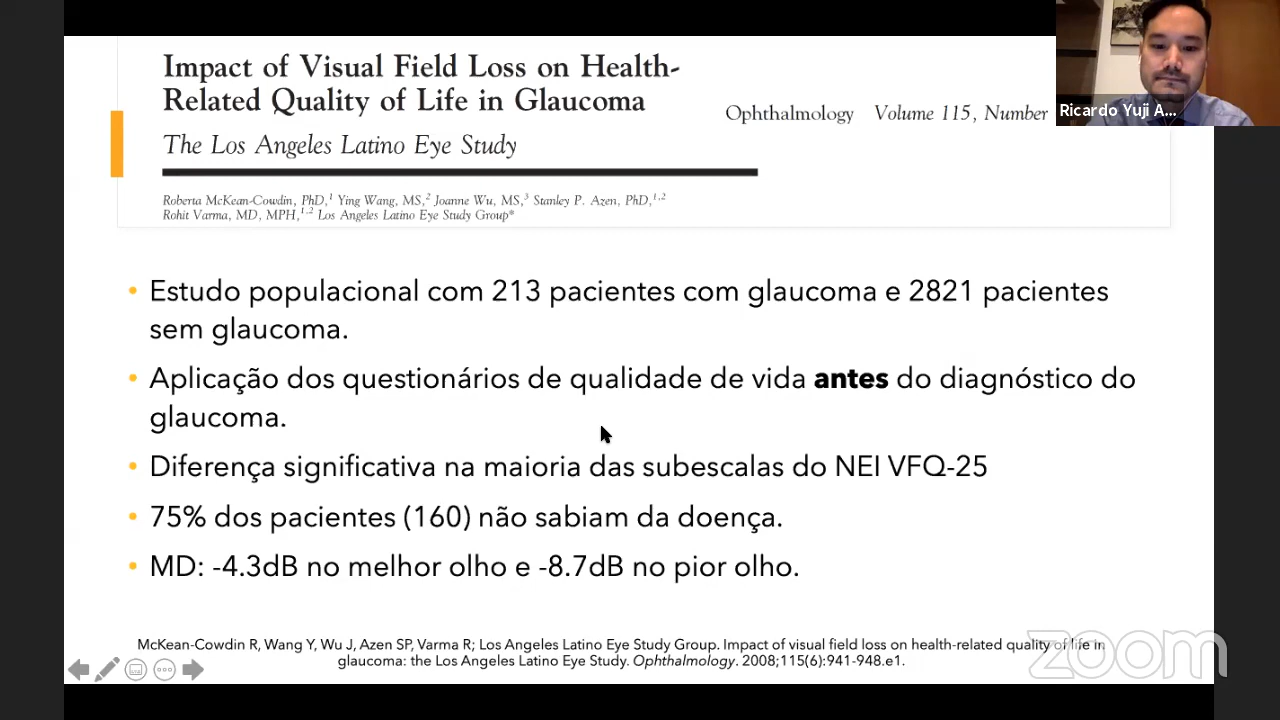 Impact of Visual Field Loss on Health-
Related Quality of Life in Glaucoma
The Los Angeles Latino Eye Study
Ophthalmology Volume 115, Number
Ricardo Yuji A...
Roberta McKean-Cowdin, PhD,1 Ying Wang, MS,2 Joanne Wu, MS,3 Stanley P. Azen, PhD,1,2
Rohit Varma, MD, MPH,1,2 Los Angeles Latino Eye Study Group*
• Estudo populacional com 213 pacientes com glaucoma e 2821 pacientes
sem glaucoma.
• Aplicação dos questionários de qualidade de vida antes do diagnóstico do
glaucoma.
• Diferença significativa na maioria das subescalas do NEI VFQ-25
• 75% dos pacientes (160) não sabiam da doença.
• MD: -4.3dB no melhor olho e -8.7dB no pior olho.
McKean-Cowdin R, Wang Y, Wu J, Azen SP, Varma R; Los Angeles Latino Eye Study Group. Impact of visual field loss on health-related quality of life in
glaucoma: the Los Angeles Latino Eye Study. Ophthalmology. 2008;115(6):941-948.e1.
zoom